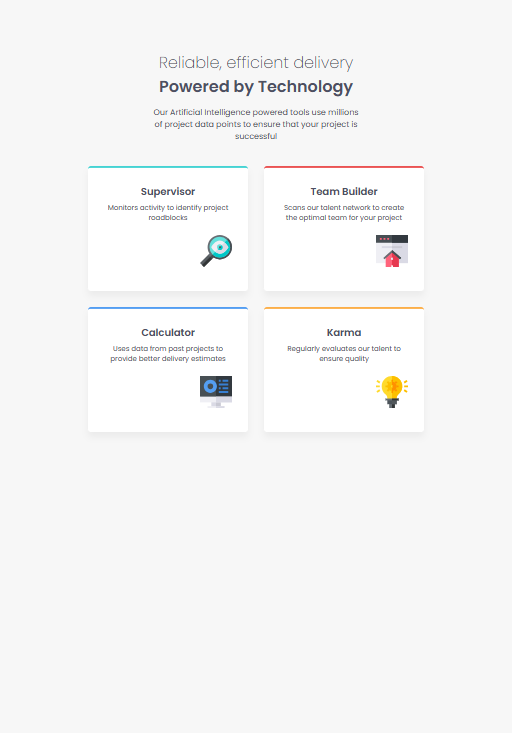 Reliable, efficient delivery
Powered by Technology
Our Artificial Intelligence powered tools use millions
of project data points to ensure that your project is
successful
Supervisor
Monitors activity to identify project
roadblocks
Team Builder
Scans our talent network to create
the optimal team for your project
Calculator
Uses data from past projects to
provide better delivery estimates
Karma
Regularly evaluates our talent to
ensure quality